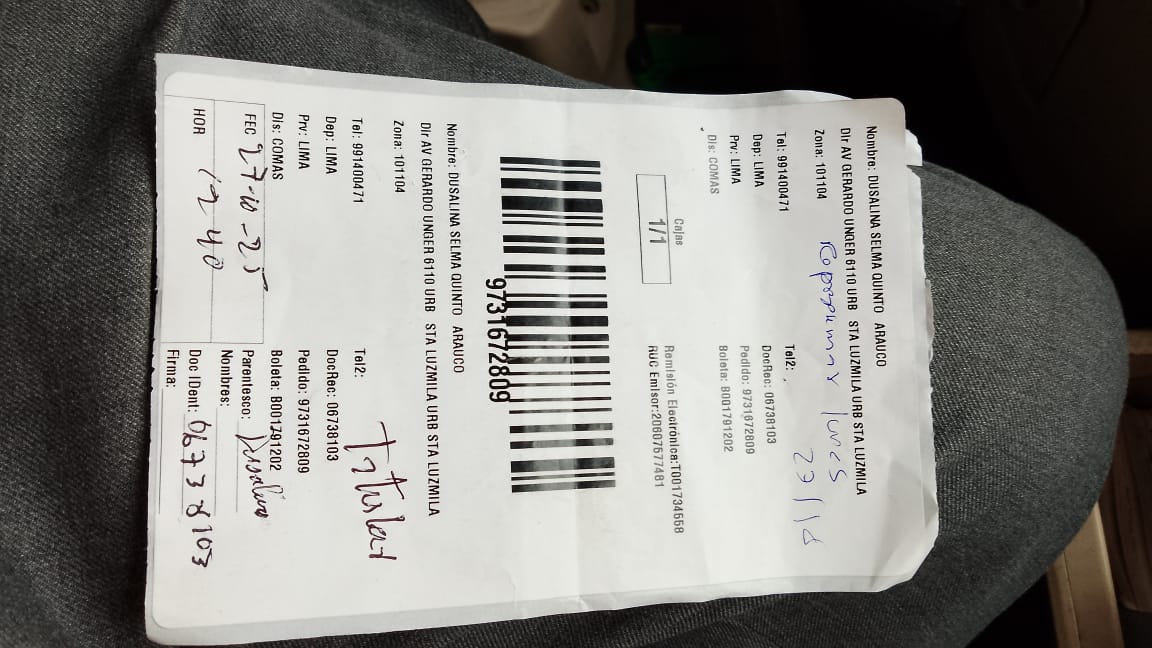 Nombre: DUSALINA SELMA QUINTO ARAUCO
Dir AV GERARDO UNGER 6110 URB STA LUZMILA URB STA LUZMILA
Zona: 101104
Tel: 991400471
Tel2:
Dep: LIMA
DocRec: 06738103
Prv: LIMA
Pedido: 9731672809
Dis: COMAS
Boleta: B001791202
lunes
Cajas
1/1
Remisión Electrónica:T001734558
RUC Emisor:20607577481
9731672809
Nombre: DUSALINA SELMA QUINTO ARAUCO
Dir AV GERARDO UNGER 6110 URB STA LUZMILA URB STA LUZMILA
Zona: 101104
Titular
Tel: 991400471
Tel2:
Dep: LIMA
DocRec: 06738103
Prv: LIMA
Pedido: 9731672809
Dis: COMAS
Boleta: B001791202
FEC 27-10-25
Parentesco: Dusalina
Nombres:
HOR 12 40
Doc IDent: 06738103
Firma: